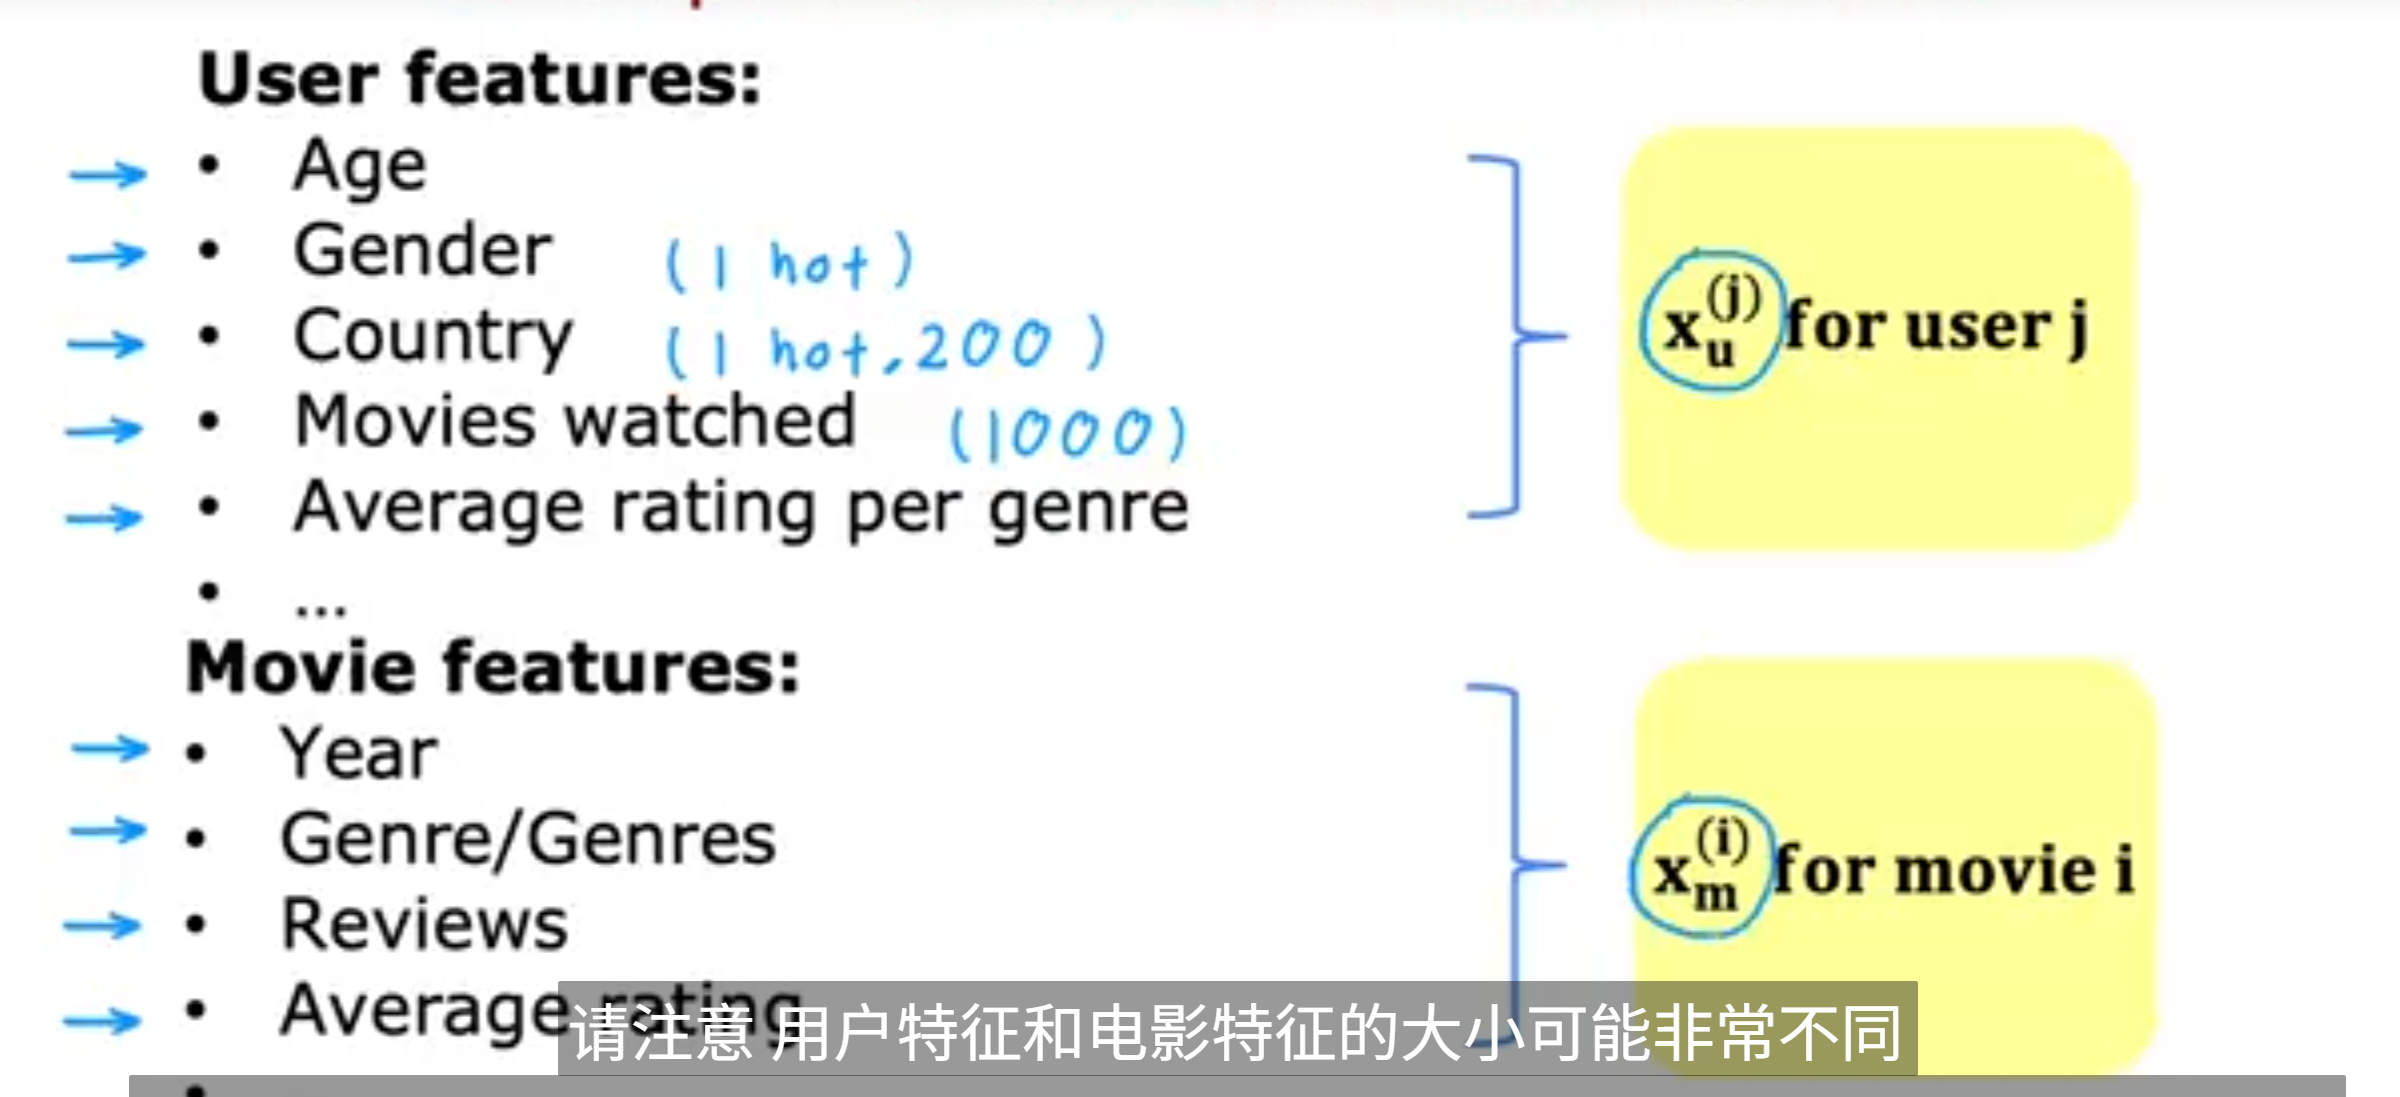 User features:
• Age
• Gender (1 hot)
• Country (1 hot, 200)
• Movies watched (1000)
• Average rating per genre
• ...
x_u^(j) for user j
Movie features:
• Year
• Genre/Genres
• Reviews
• Average rating
x_m^(i) for movie i
请注意 用户特征和电影特征的大小可能非常不同